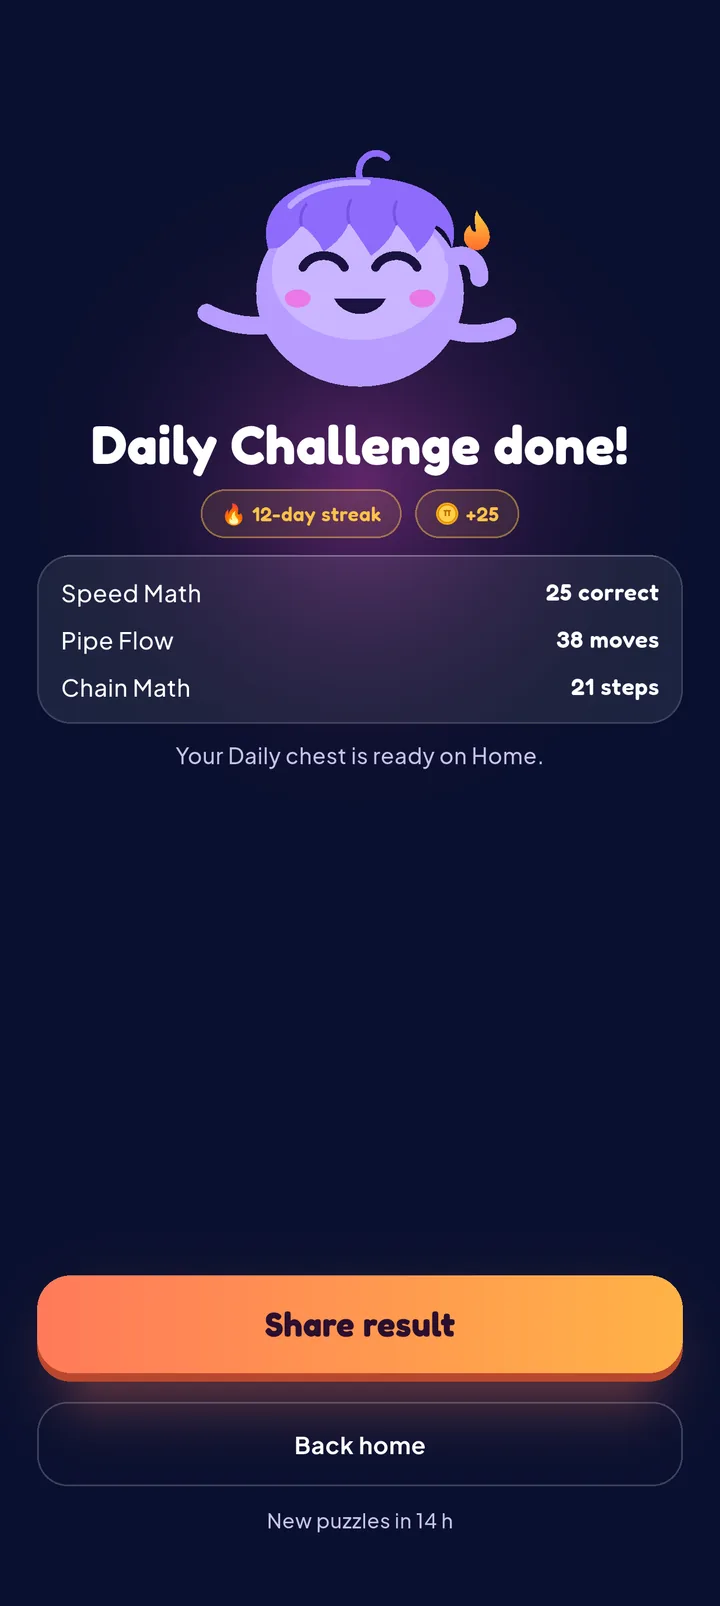 Daily Challenge done!
🔥 12-day streak
π +25
Speed Math 25 correct
Pipe Flow 38 moves
Chain Math 21 steps
Your Daily chest is ready on Home.
Share result
Back home
New puzzles in 14 h